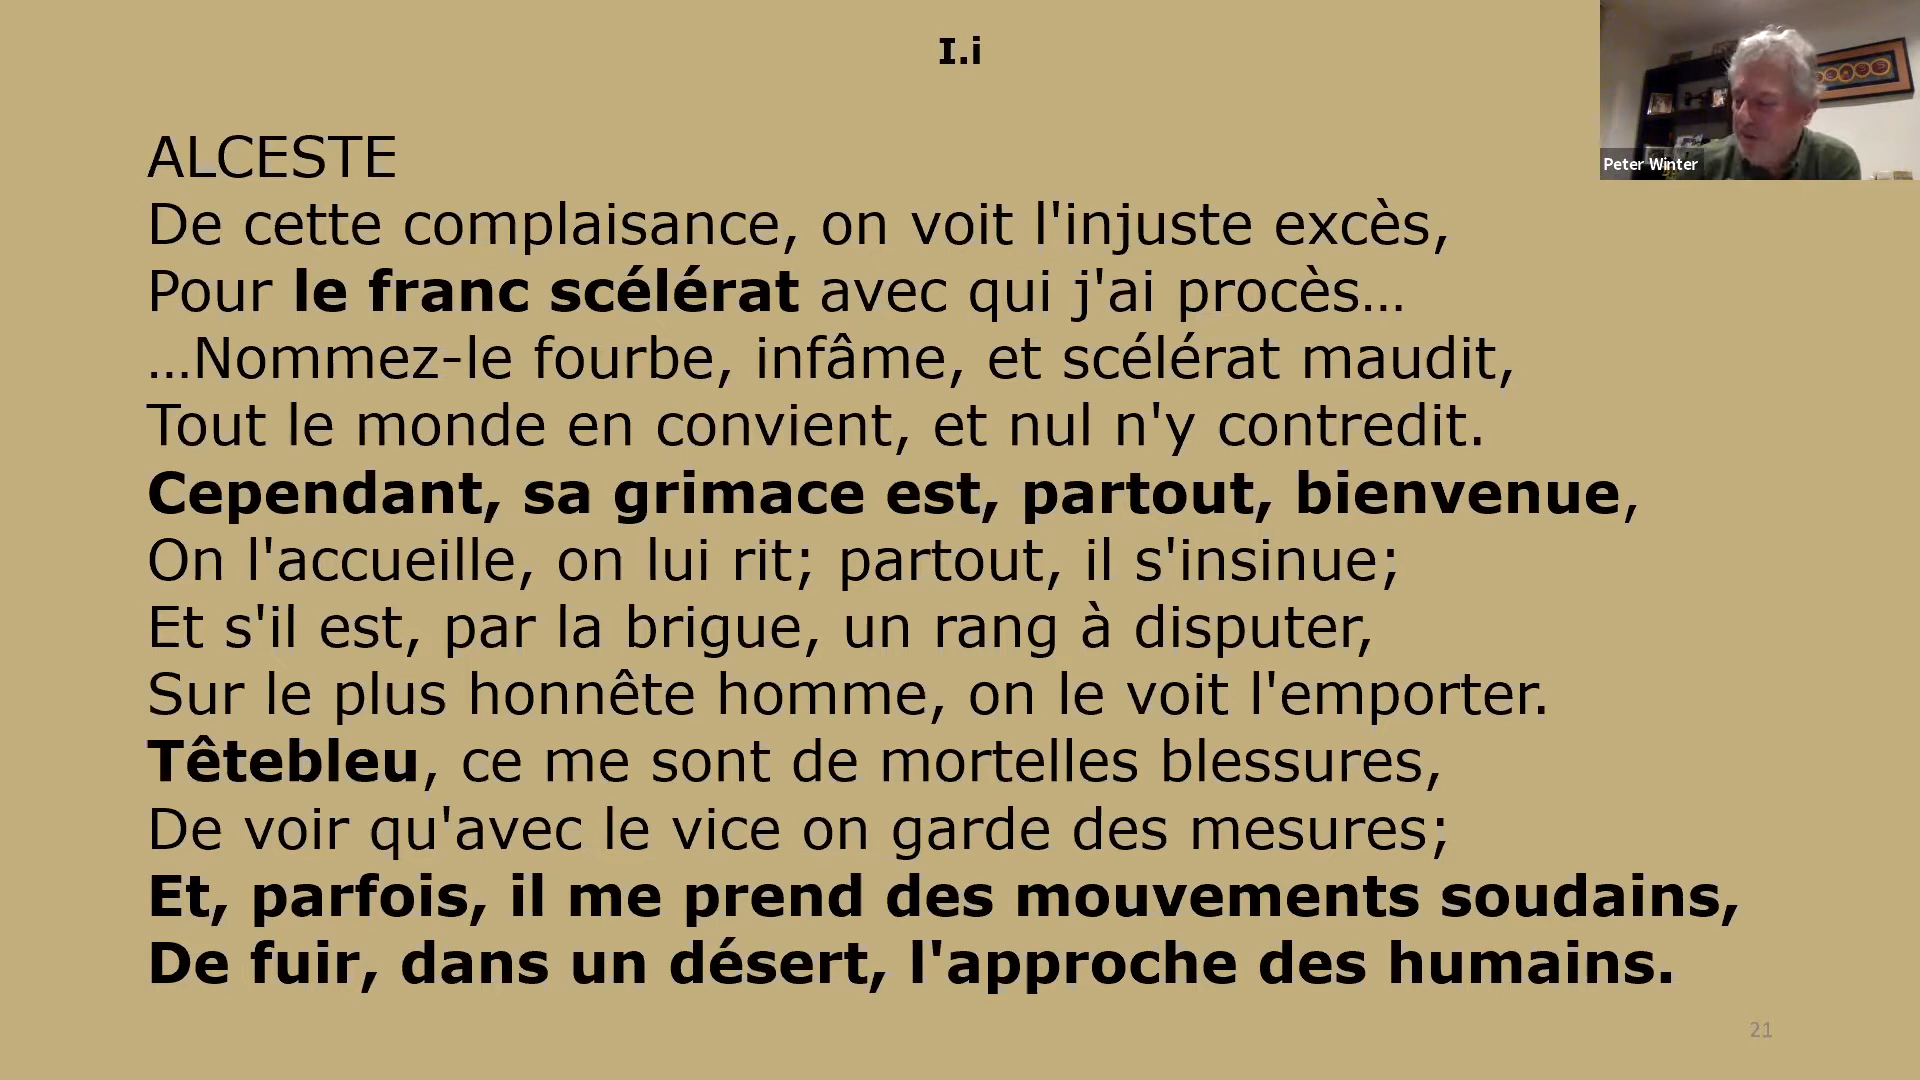 I.i
Peter Winter
ALCESTE
De cette complaisance, on voit l'injuste excès,
Pour le franc scélérat avec qui j'ai procès…
…Nommez-le fourbe, infâme, et scélérat maudit,
Tout le monde en convient, et nul n'y contredit.
Cependant, sa grimace est, partout, bienvenue,
On l'accueille, on lui rit; partout, il s'insinue;
Et s'il est, par la brigue, un rang à disputer,
Sur le plus honnête homme, on le voit l'emporter.
Têtebleu, ce me sont de mortelles blessures,
De voir qu'avec le vice on garde des mesures;
Et, parfois, il me prend des mouvements soudains,
De fuir, dans un désert, l'approche des humains.
21